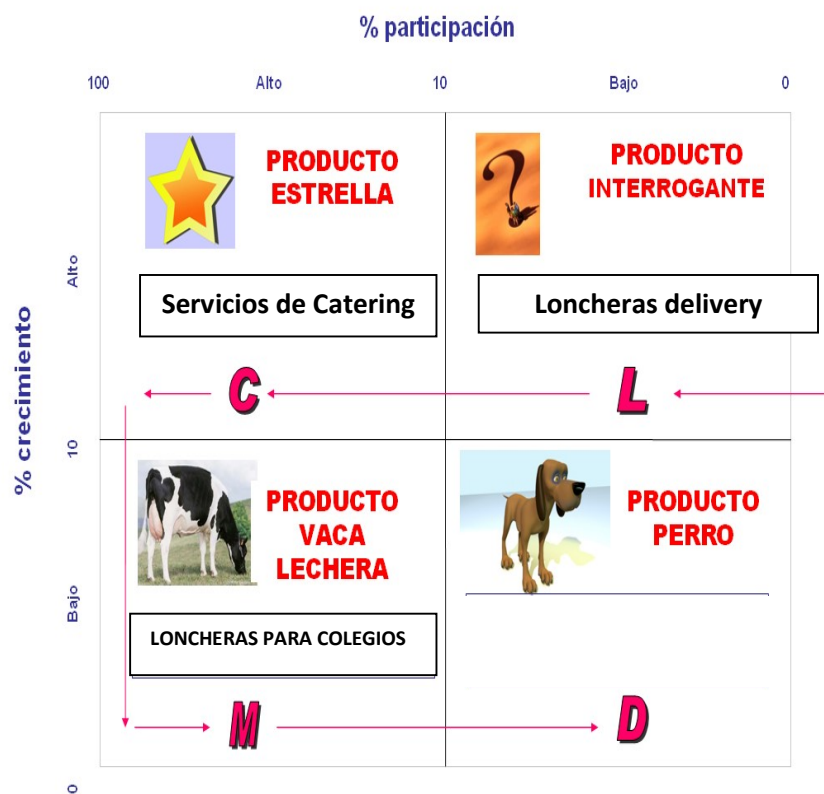 % participación
100 Alto 10 Bajo 0
PRODUCTO
ESTRELLA
PRODUCTO
INTERROGANTE
Servicios de Catering
Loncheras delivery
C
L
% crecimiento
Alto
10
Bajo
0
PRODUCTO
VACA
LECHERA
PRODUCTO
PERRO
LONCHERAS PARA COLEGIOS
M
D